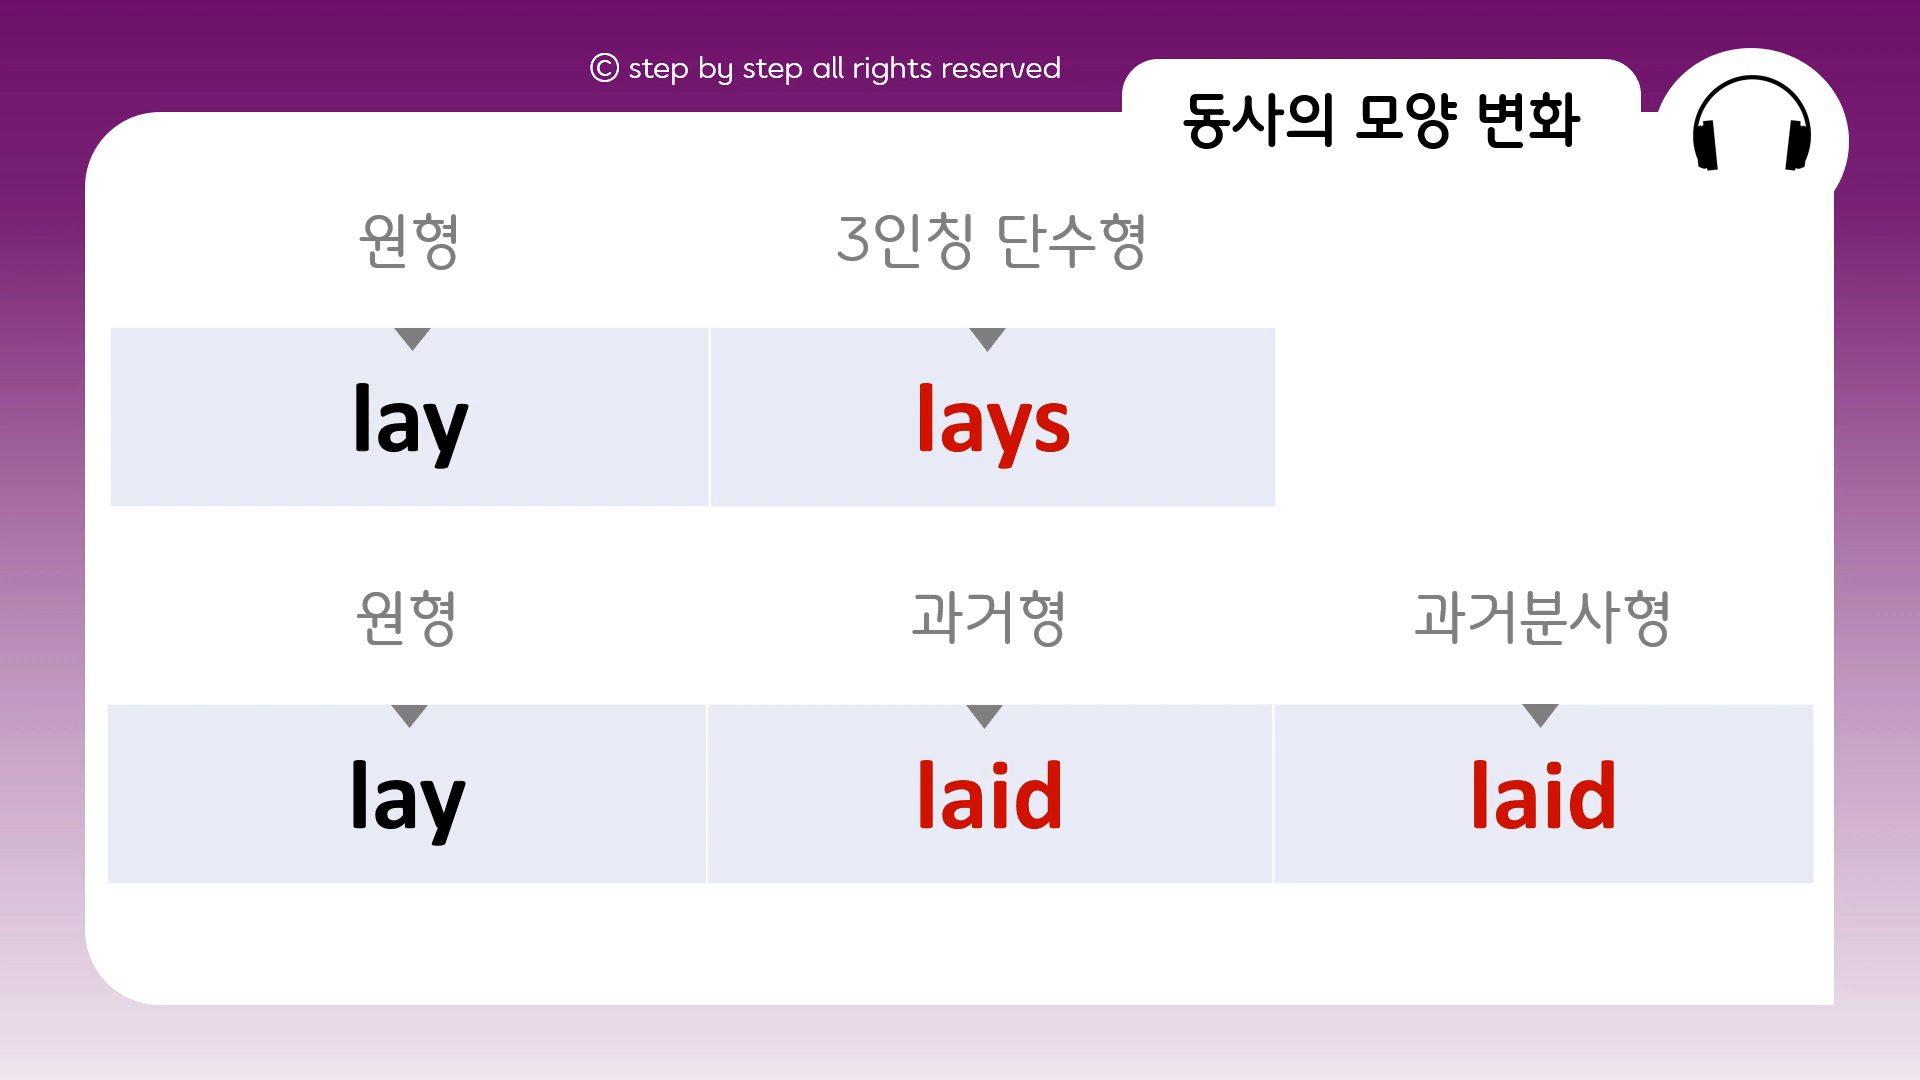 © step by step all rights reserved
동사의 모양 변화
원형 3인칭 단수형
lay lays
원형 과거형 과거분사형
lay laid laid